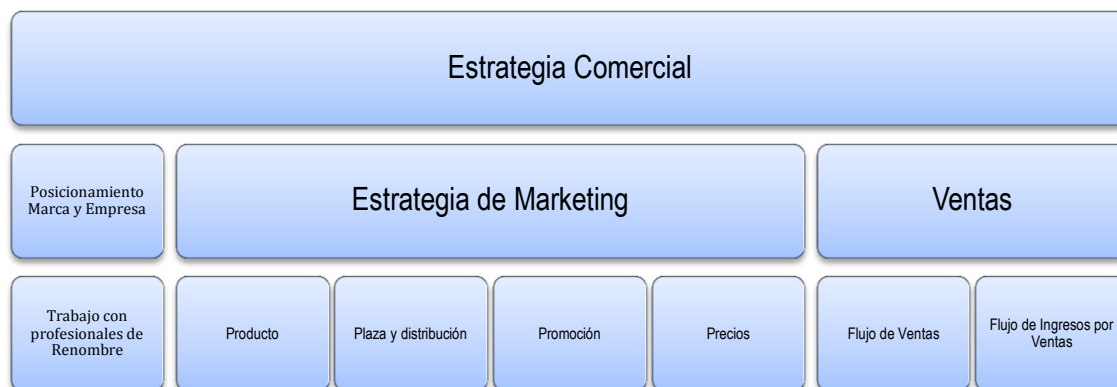 Estrategia Comercial
Posicionamiento
Marca y Empresa
Estrategia de Marketing
Ventas
Trabajo con
profesionales de
Renombre
Producto
Plaza y distribución
Promoción
Precios
Flujo de Ventas
Flujo de Ingresos por
Ventas